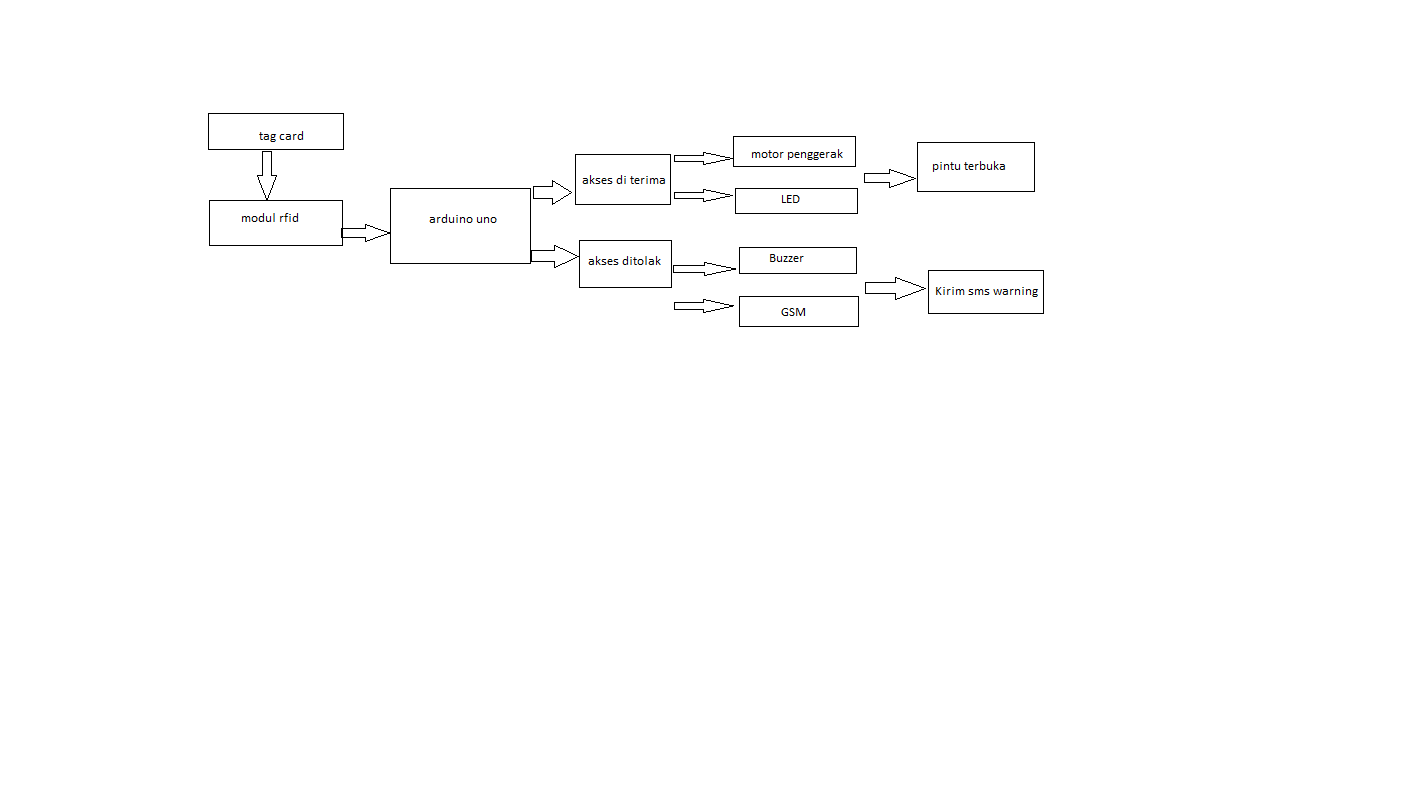 tag card
modul rfid
arduino uno
akses di terima
akses ditolak
motor penggerak
LED
Buzzer
GSM
pintu terbuka
Kirim sms warning